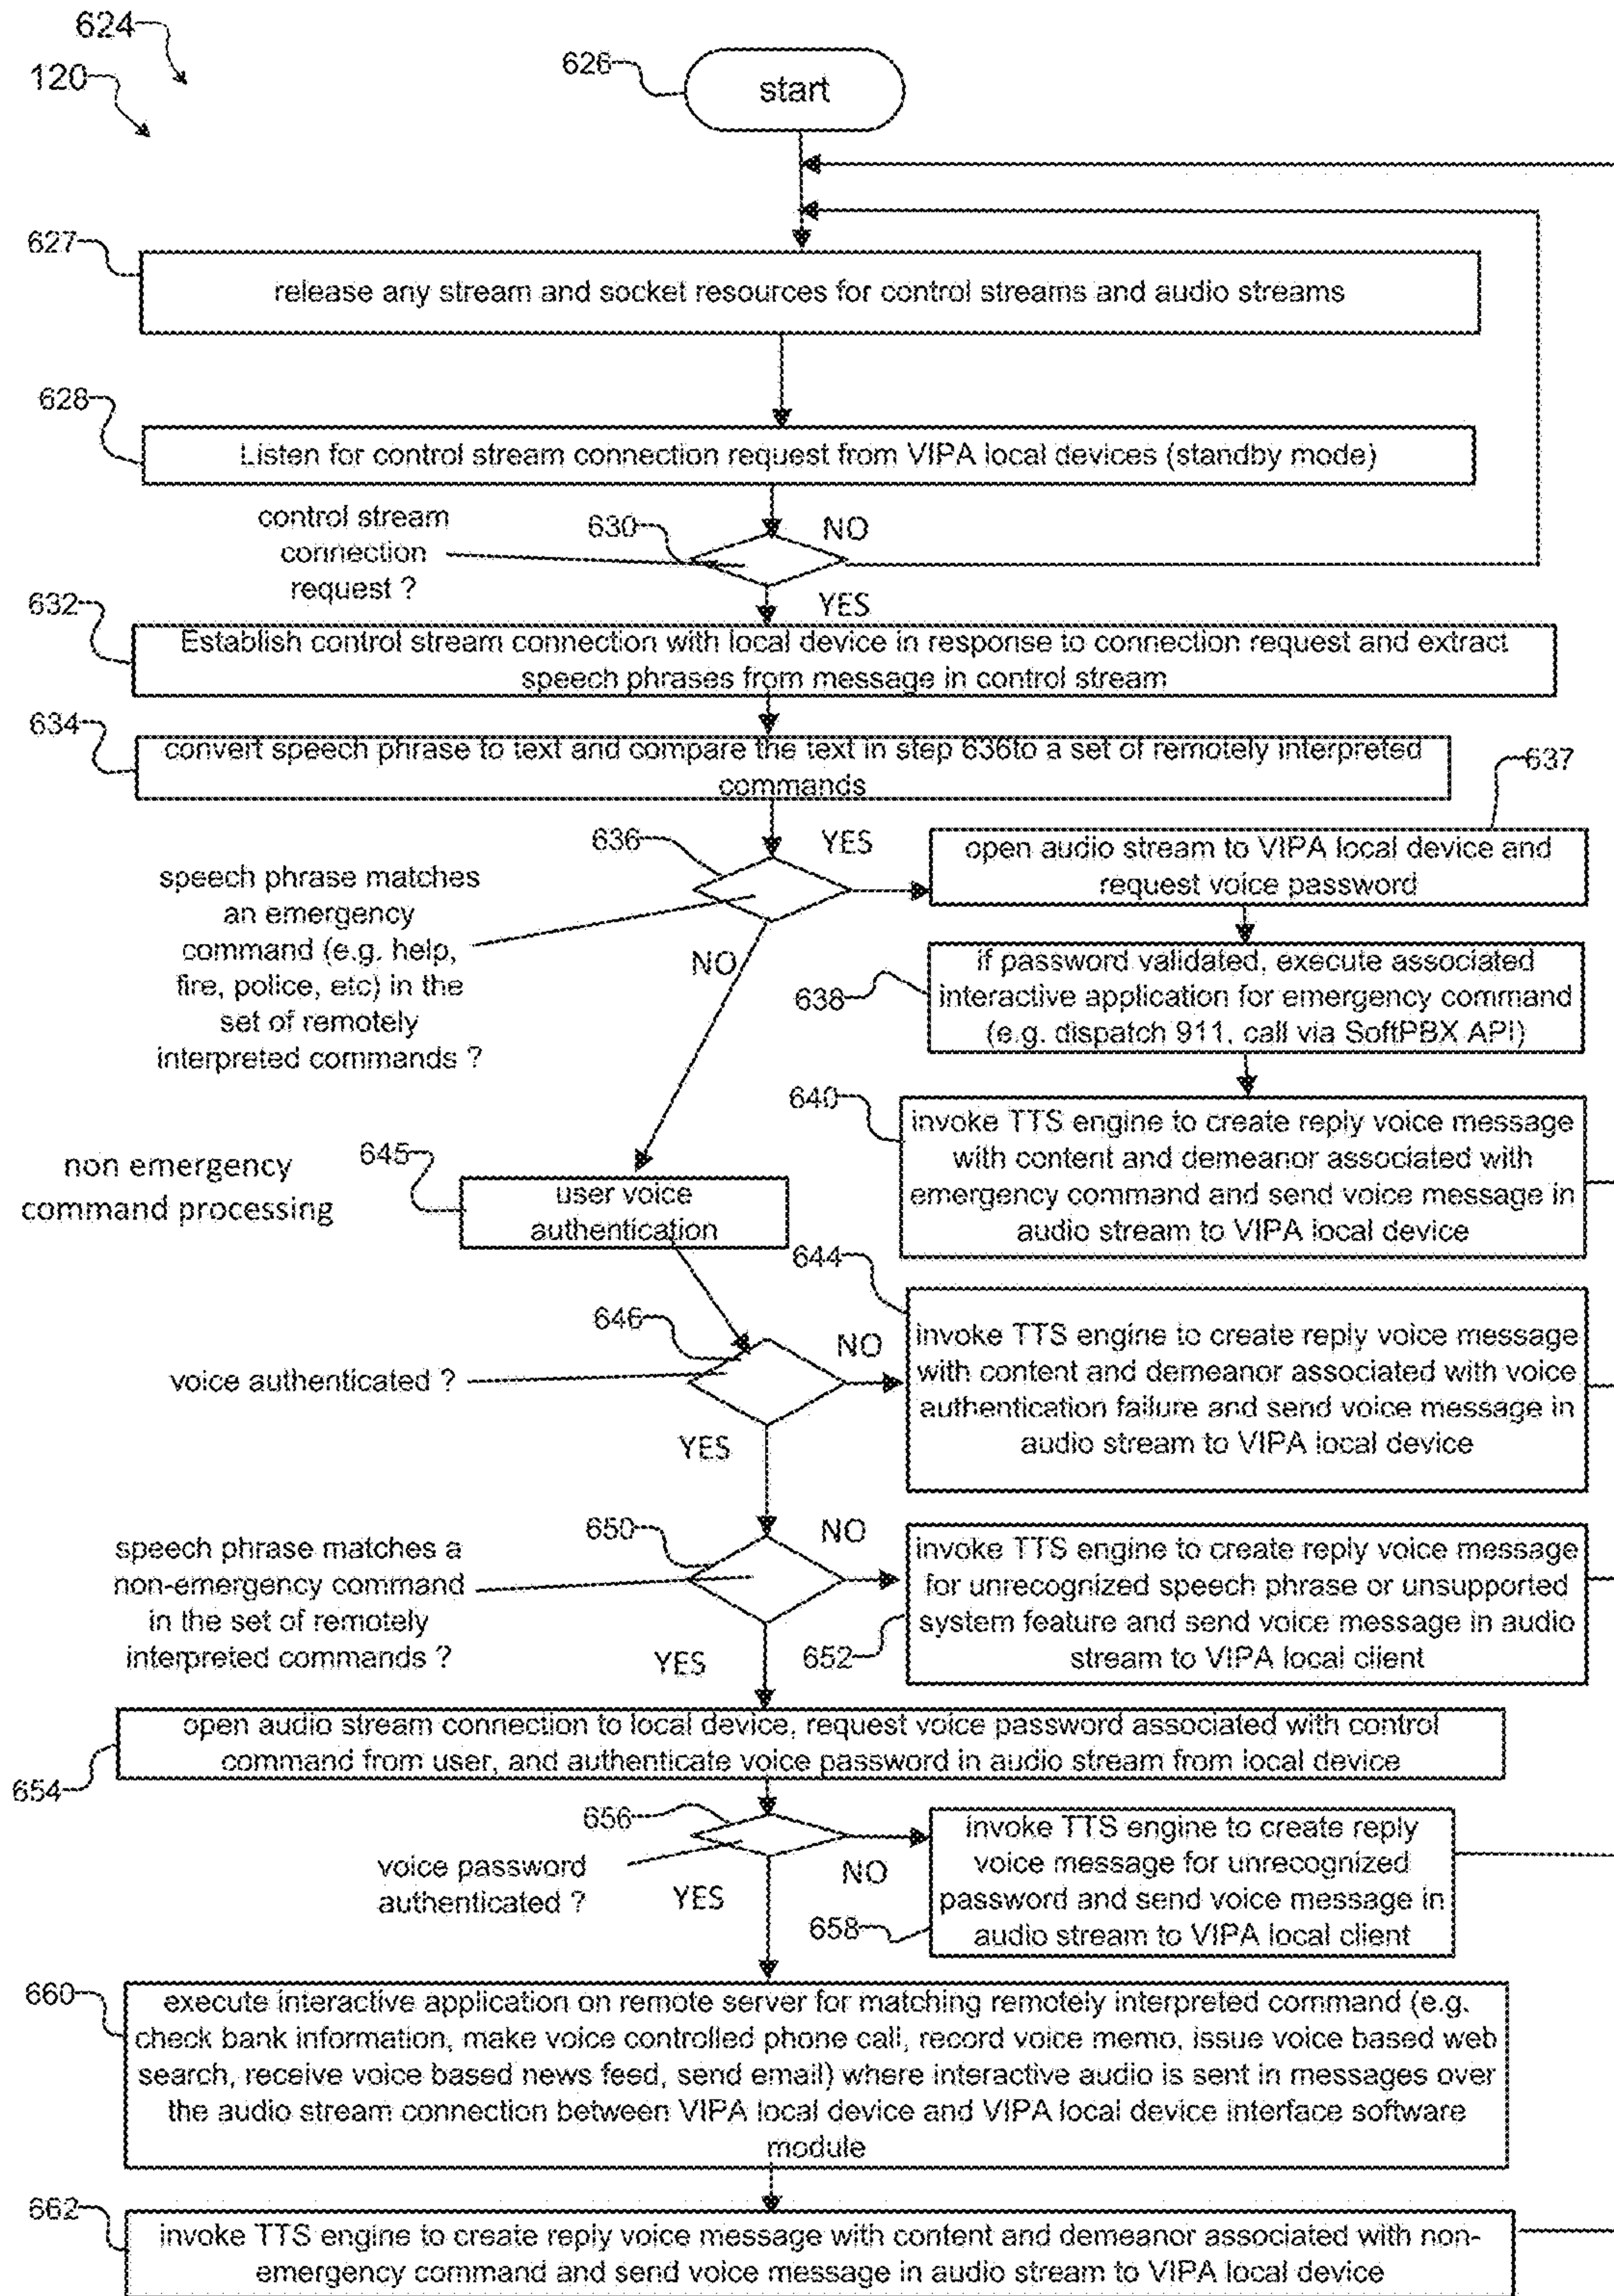 624
120
626
start
627
release any stream and socket resources for control streams and audio streams
628
Listen for control stream connection request from VIPA local devices (standby mode)
control stream
connection
request ?
630
NO
YES
632
Establish control stream connection with local device in response to connection request and extract
speech phrases from message in control stream
634
convert speech phrase to text and compare the text in step 636to a set of remotely interpreted
commands
636
YES
637
open audio stream to VIPA local device and
request voice password
speech phrase matches
an emergency
command (e.g. help,
fire, police, etc) in the
set of remotely
interpreted commands ?
NO
638
if password validated, execute associated
interactive application for emergency command
(e.g. dispatch 911, call via SoftPBX API)
640
invoke TTS engine to create reply voice message
with content and demeanor associated with
emergency command and send voice message in
audio stream to VIPA local device
non emergency
command processing
645
user voice
authentication
644
invoke TTS engine to create reply voice message
with content and demeanor associated with voice
authentication failure and send voice message in
audio stream to VIPA local device
646
voice authenticated ?
NO
YES
650
speech phrase matches a
non-emergency command
in the set of remotely
interpreted commands ?
NO
YES
652
invoke TTS engine to create reply voice message
for unrecognized speech phrase or unsupported
system feature and send voice message in audio
stream to VIPA local client
654
open audio stream connection to local device, request voice password associated with control
command from user, and authenticate voice password in audio stream from local device
656
voice password
authenticated ?
NO
YES
658
invoke TTS engine to create reply
voice message for unrecognized
password and send voice message in
audio stream to VIPA local client
660
execute interactive application on remote server for matching remotely interpreted command (e.g.
check bank information, make voice controlled phone call, record voice memo, issue voice based web
search, receive voice based news feed, send email) where interactive audio is sent in messages over
the audio stream connection between VIPA local device and VIPA local device interface software
module
662
invoke TTS engine to create reply voice message with content and demeanor associated with non-
emergency command and send voice message in audio stream to VIPA local device